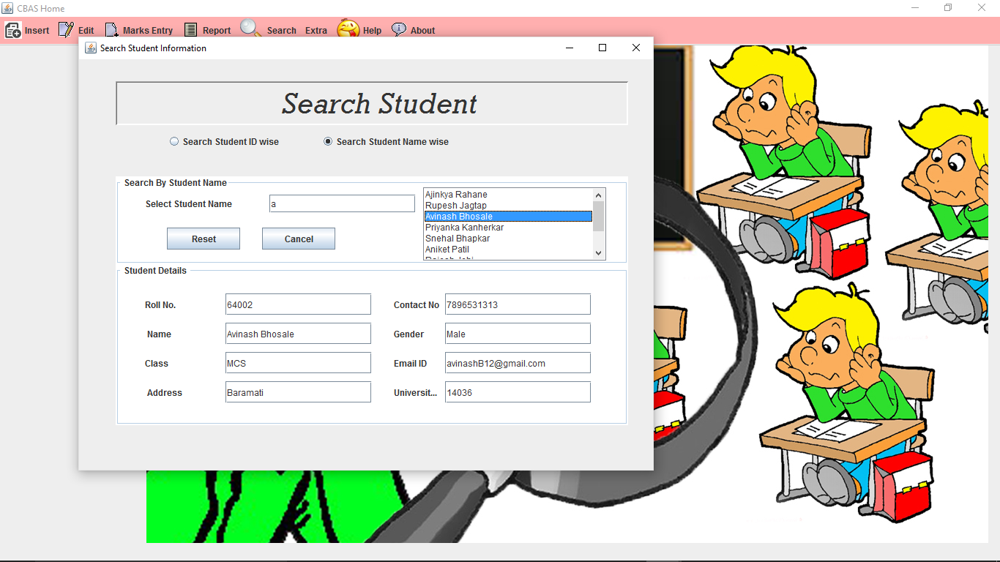 CBAS Home
Insert Edit Marks Entry Report Search Extra Help About
Search Student Information
Search Student
Search Student ID wise Search Student Name wise
Search By Student Name
Select Student Name a
Ajinkya Rahane
Rupesh Jagtap
Avinash Bhosale
Priyanka Kanherkar
Snehal Bhapkar
Aniket Patil
Reset Cancel
Student Details
Roll No. 64002 Contact No 7896531313
Name Avinash Bhosale Gender Male
Class MCS Email ID avinashB12@gmail.com
Address Baramati Universit... 14036